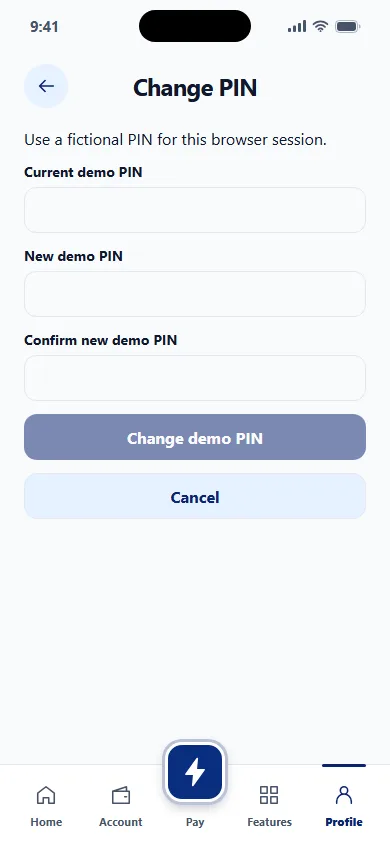 9:41
Change PIN
Use a fictional PIN for this browser session.
Current demo PIN
New demo PIN
Confirm new demo PIN
Change demo PIN
Cancel
Home
Account
Pay
Features
Profile